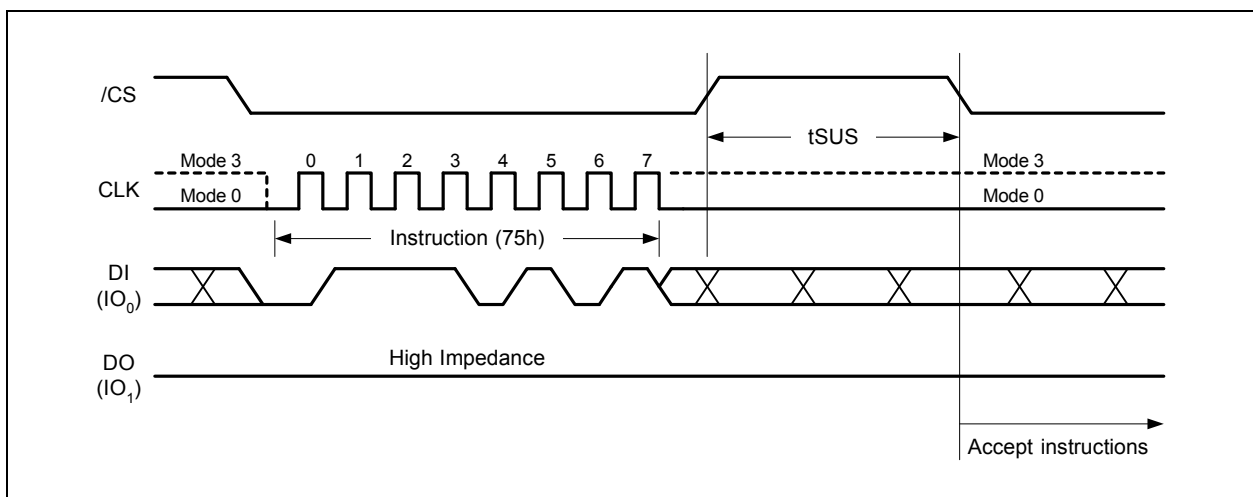 /CS
tSUS
Mode 3 0 1 2 3 4 5 6 7 Mode 3
CLK
Mode 0 Mode 0
Instruction (75h)
DI
(IO₀)
High Impedance
DO
(IO₁)
Accept instructions